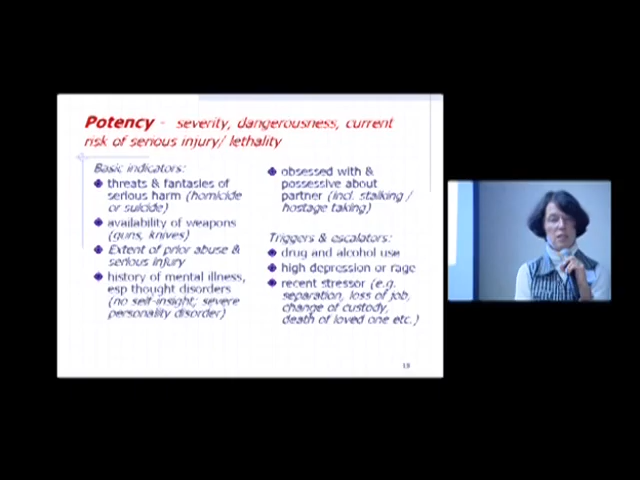 Potency - severity, dangerousness, current
risk of serious injury/ lethality
Basic indicators:
threats & fantasies of
serious harm (homicide
or suicide)
availability of weapons
(guns, knives)
Extent of prior abuse &
serious injury
history of mental illness,
esp thought disorders
(no self-insight; severe
personality disorder)
obsessed with &
possessive about
partner (incl. stalking /
hostage taking)
Triggers & escalators:
drug and alcohol use
high depression or rage
recent stressor (e.g.
separation, loss of job,
change of custody,
death of loved one etc.)